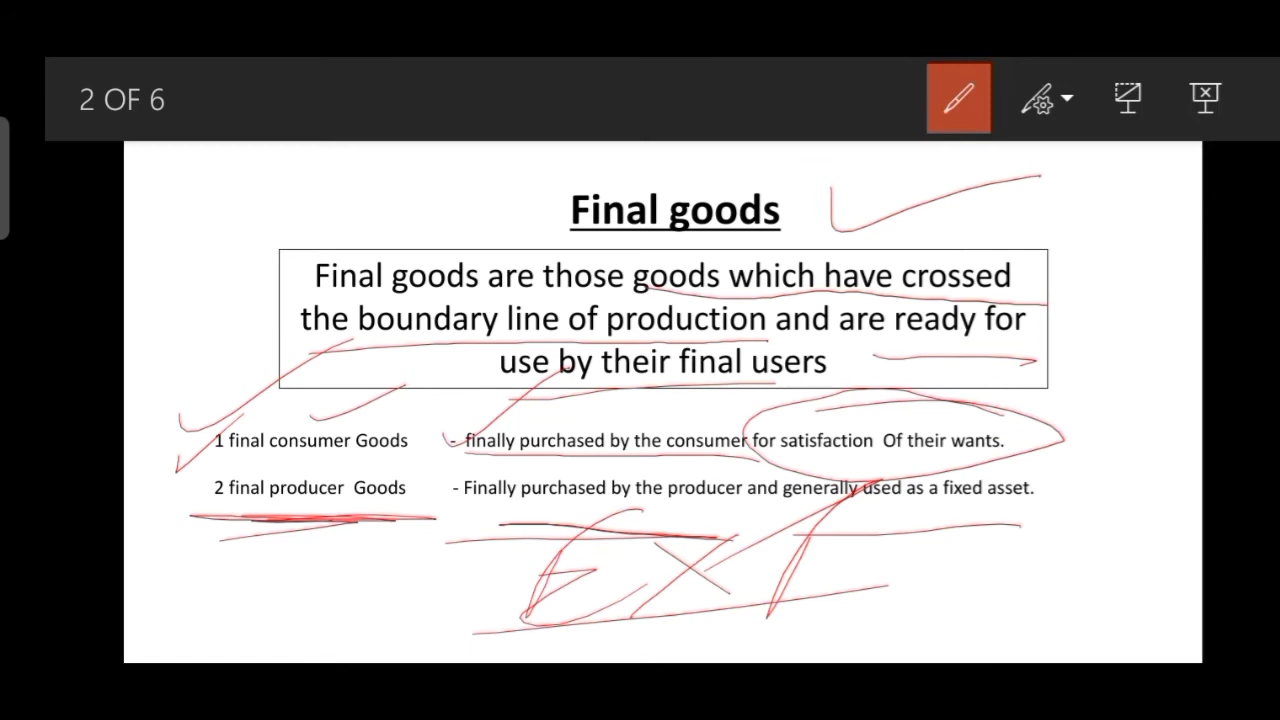 2 OF 6
Final goods
Final goods are those goods which have crossed
the boundary line of production and are ready for
use by their final users
1 final consumer Goods - finally purchased by the consumer for satisfaction Of their wants.
2 final producer Goods - Finally purchased by the producer and generally used as a fixed asset.